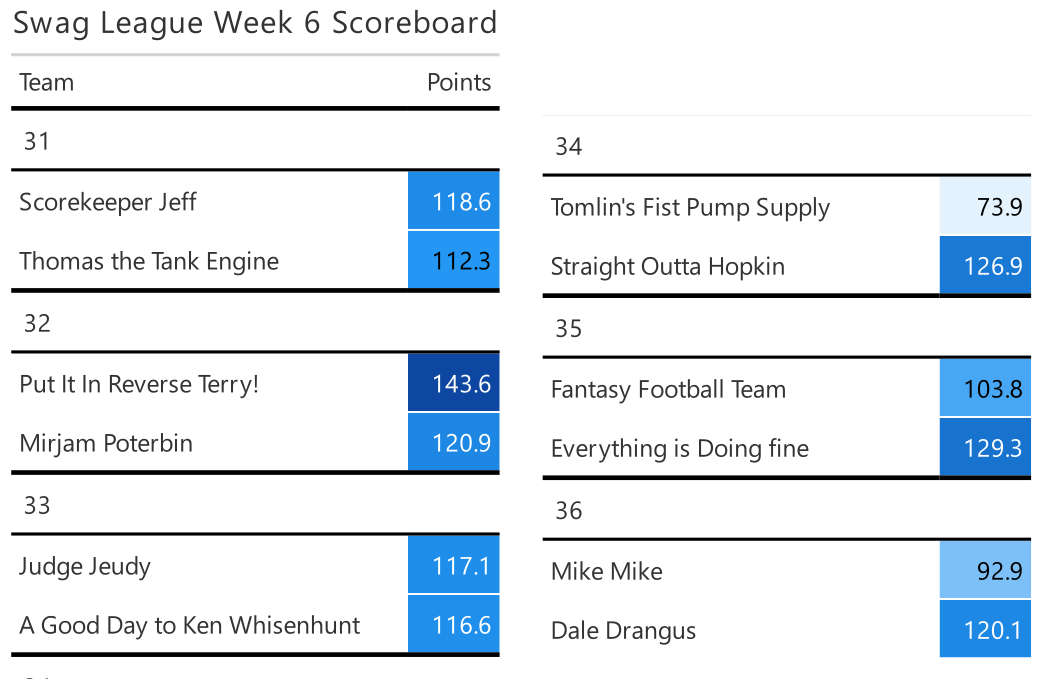 Swag League Week 6 Scoreboard
Team Points
31
Scorekeeper Jeff 118.6
Thomas the Tank Engine 112.3
32
Put It In Reverse Terry! 143.6
Mirjam Poterbin 120.9
33
Judge Jeudy 117.1
A Good Day to Ken Whisenhunt 116.6
34
Tomlin's Fist Pump Supply 73.9
Straight Outta Hopkin 126.9
35
Fantasy Football Team 103.8
Everything is Doing fine 129.3
36
Mike Mike 92.9
Dale Drangus 120.1